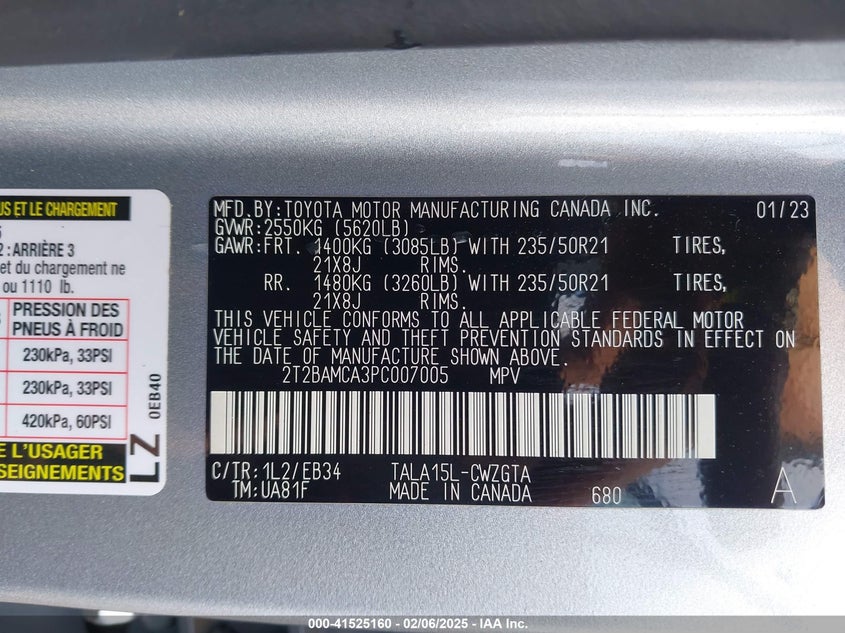 US ET LE CHARGEMENT
5
2 : ARRIÈRE 3
et du chargement ne
ou 1110 lb.
PRESSION DES
PNEUS À FROID
230kPa, 33PSI
230kPa, 33PSI
420kPa, 60PSI
E L'USAGER
SEIGNEMENTS
LZ
0EB40
MFD.BY:TOYOTA MOTOR MANUFACTURING CANADA INC. 01/23
GVWR:2550KG (5620LB)
GAWR:FRT. 1400KG (3085LB) WITH 235/50R21 TIRES,
21X8J RIMS.
RR. 1480KG (3260LB) WITH 235/50R21 TIRES,
21X8J RIMS.
THIS VEHICLE CONFORMS TO ALL APPLICABLE FEDERAL MOTOR
VEHICLE SAFETY AND THEFT PREVENTION STANDARDS IN EFFECT ON
THE DATE OF MANUFACTURE SHOWN ABOVE.
2T2BAMCA3PC007005 MPV
C/TR:1L2/EB34 TALA15L-CWZGTA
TM:UA81F MADE IN CANADA 680 A
000-41525160 - 02/06/2025 - IAA Inc.